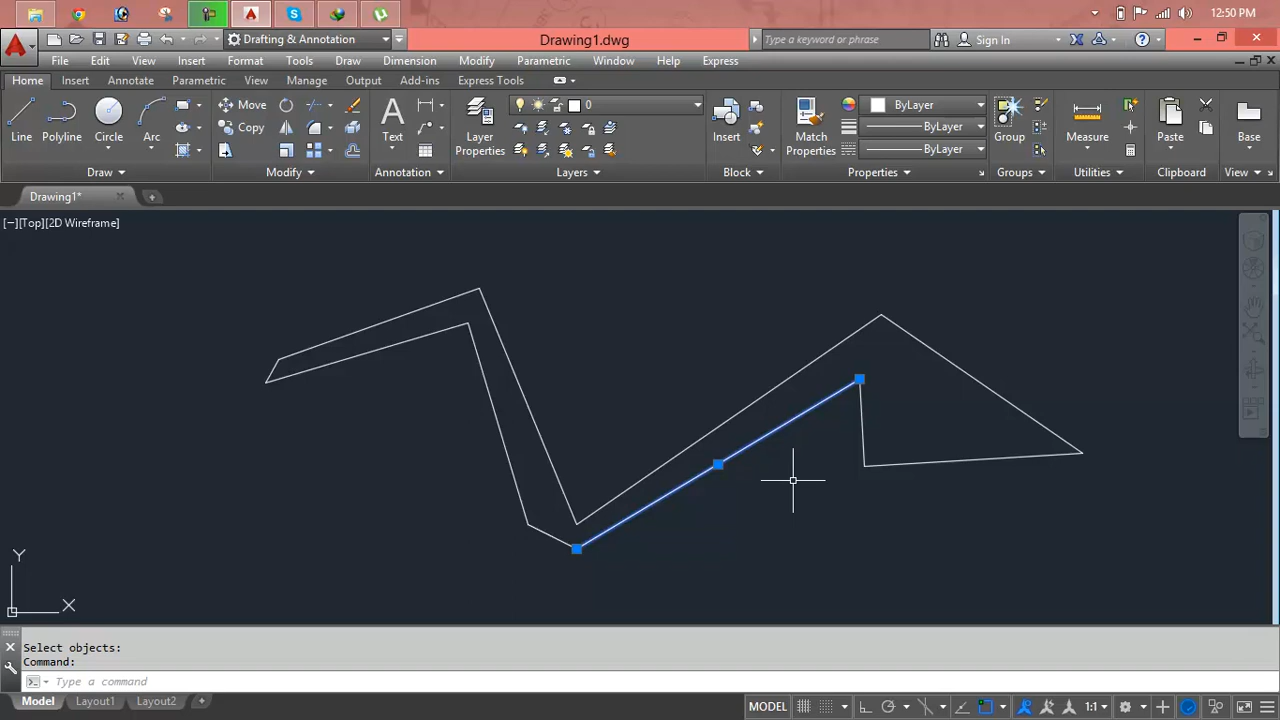 12:50 PM
Drafting & Annotation
Drawing1.dwg
Type a keyword or phrase
Sign In
File Edit View Insert Format Tools Draw Dimension Modify Parametric Window Help Express
Home Insert Annotate Parametric View Manage Output Add-ins Express Tools
Move
0
ByLayer
Copy
ByLayer
Line Polyline Circle Arc Text Layer Properties Insert Match Properties Group Measure Paste Base
ByLayer
Draw Modify Annotation Layers Block Properties Groups Utilities Clipboard View
Drawing1*
[−][Top][2D Wireframe]
Y
X
Select objects:
Command:
Type a command
Model Layout1 Layout2
MODEL
1:1